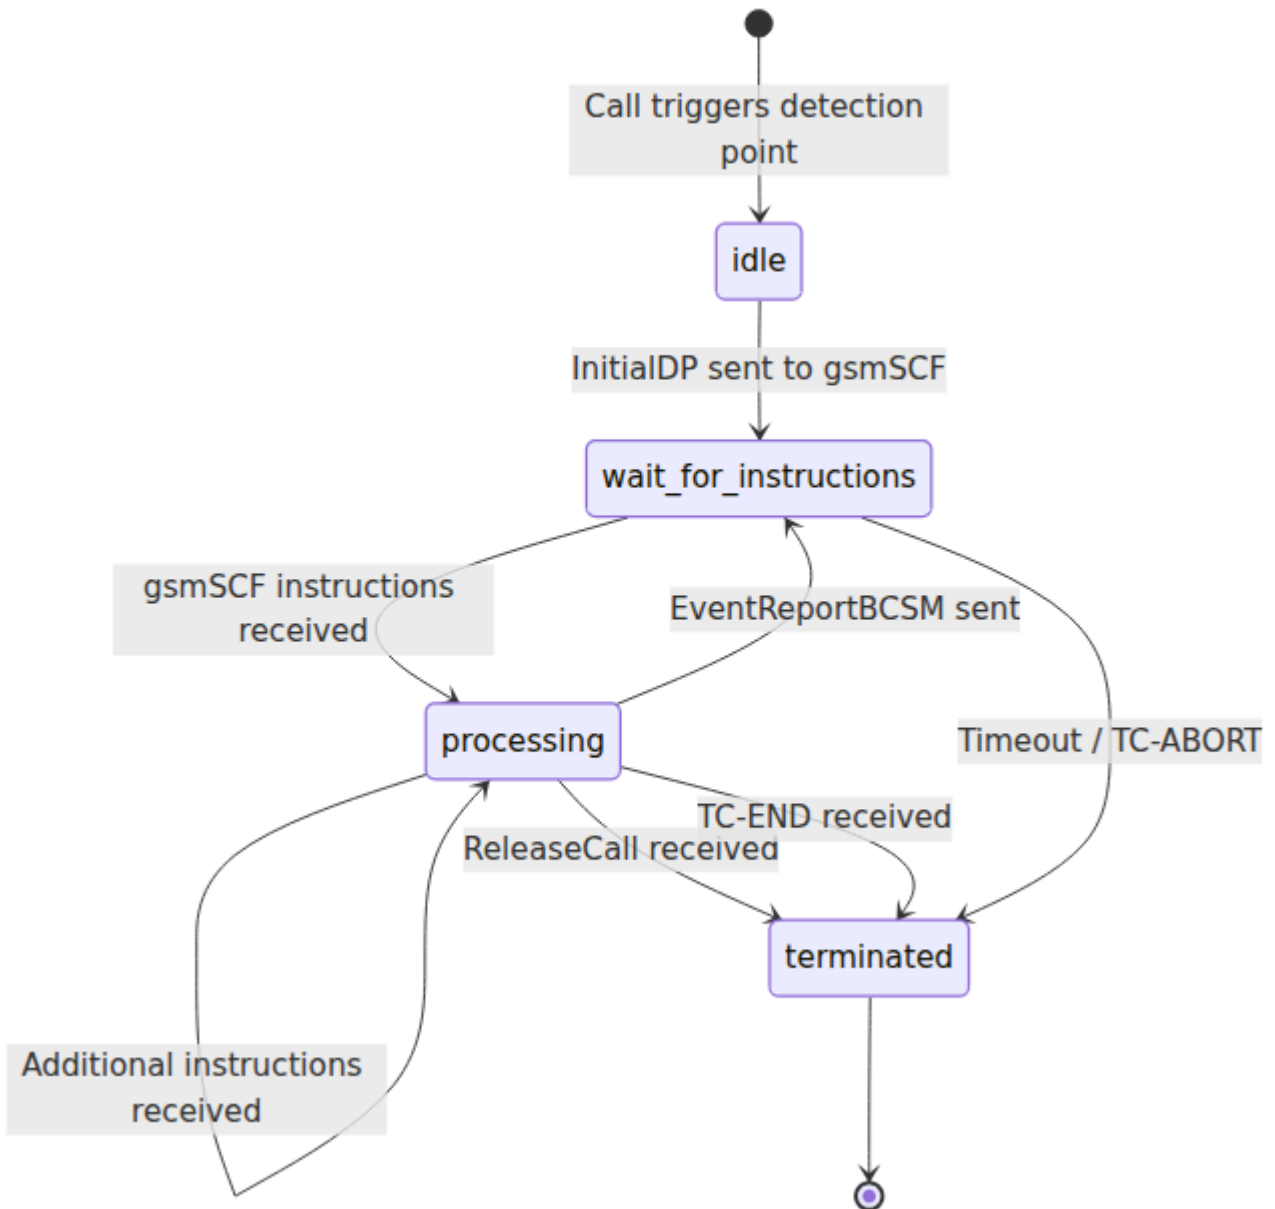 Call triggers detection
point
idle
InitialDP sent to gsmSCF
wait_for_instructions
gsmSCF instructions
received
EventReportBCSM sent
processing
Timeout / TC-ABORT
TC-END received
ReleaseCall received
terminated
Additional instructions
received